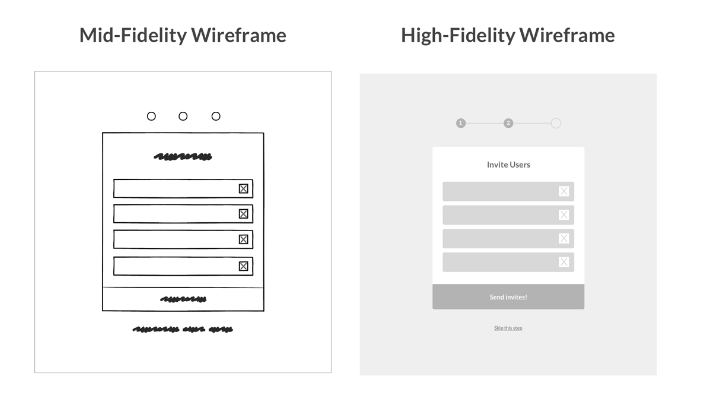 Mid-Fidelity Wireframe
High-Fidelity Wireframe
1 2
Invite Users
Send Invites!
Skip this step